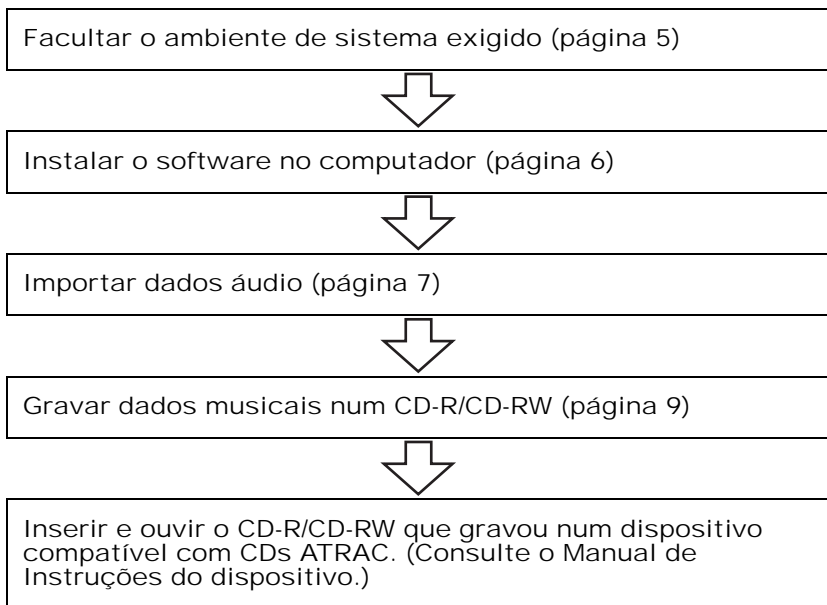 Facultar o ambiente de sistema exigido (página 5)
Instalar o software no computador (página 6)
Importar dados áudio (página 7)
Gravar dados musicais num CD-R/CD-RW (página 9)
Inserir e ouvir o CD-R/CD-RW que gravou num dispositivo
compatível com CDs ATRAC. (Consulte o Manual de
Instruções do dispositivo.)